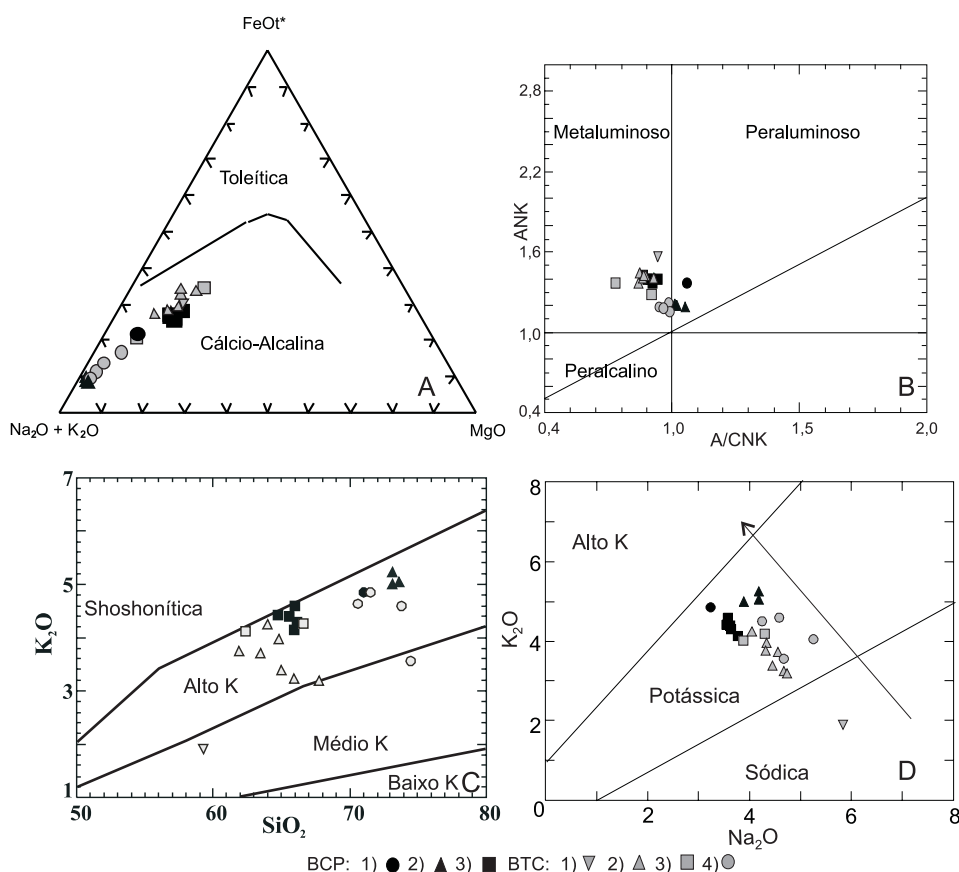 FeOt*
Toleítica
Cálcio-Alcalina
A
Na₂O + K₂O
MgO
2,8
2,2
1,6
1,0
0,4
ANK
Metaluminoso
Peraluminoso
Peralcalino
B
0,4
1,0
1,5
2,0
A/CNK
7
5
3
1
K₂O
Shoshonítica
Alto K
Médio K
Baixo K
C
50
60
70
80
SiO₂
8
6
4
2
0
K₂O
Alto K
Potássica
Sódica
D
2
4
6
8
Na₂O
BCP: 1) 2) 3) BTC: 1) 2) 3) 4)